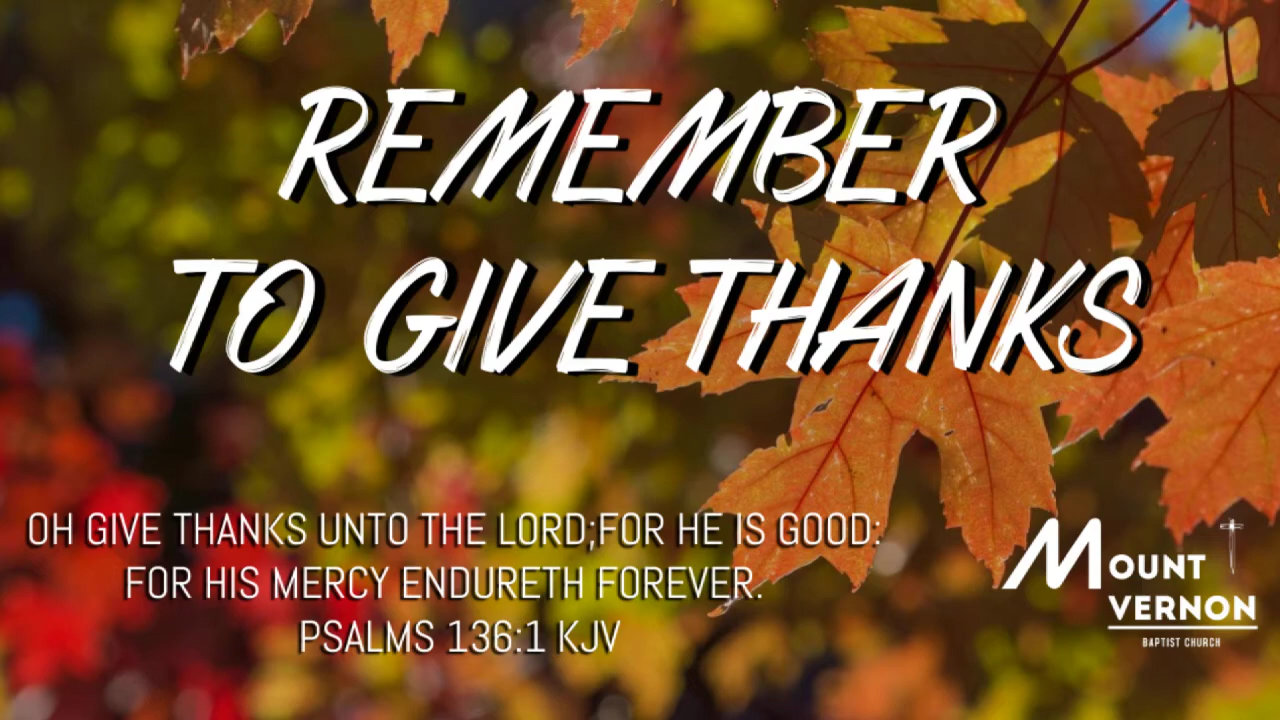 REMEMBER
TO GIVE THANKS
OH GIVE THANKS UNTO THE LORD;FOR HE IS GOOD:
FOR HIS MERCY ENDURETH FOREVER.
PSALMS 136:1 KJV
MOUNT
VERNON
BAPTIST CHURCH